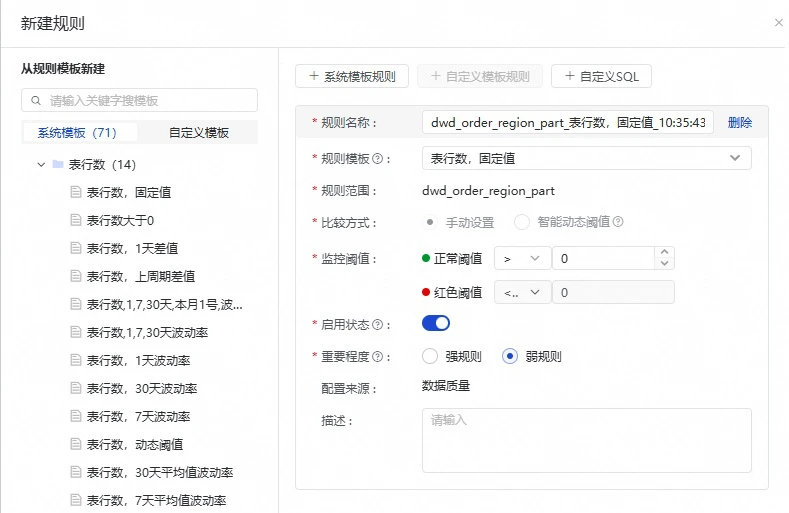 新建规则
从规则模板新建
请输入关键字搜模板
系统模板（71）
自定义模板
表行数（14）
表行数，固定值
表行数大于0
表行数，1天差值
表行数，上周期差值
表行数,1,7,30天,本月1号,波...
表行数,1,7,30天波动率
表行数，1天波动率
表行数，30天波动率
表行数，7天波动率
表行数，动态阈值
表行数，30天平均值波动率
表行数，7天平均值波动率
+ 系统模板规则
+ 自定义模板规则
+ 自定义SQL
* 规则名称： dwd_order_region_part_表行数，固定值_10:35:43 删除
* 规则模板?： 表行数，固定值
* 规则范围： dwd_order_region_part
* 比较方式： 手动设置 智能动态阈值?
* 监控阈值： 正常阈值 > 0
红色阈值 <.. 0
* 启用状态?：
* 重要程度?： 强规则 弱规则
配置来源： 数据质量
描述： 请输入